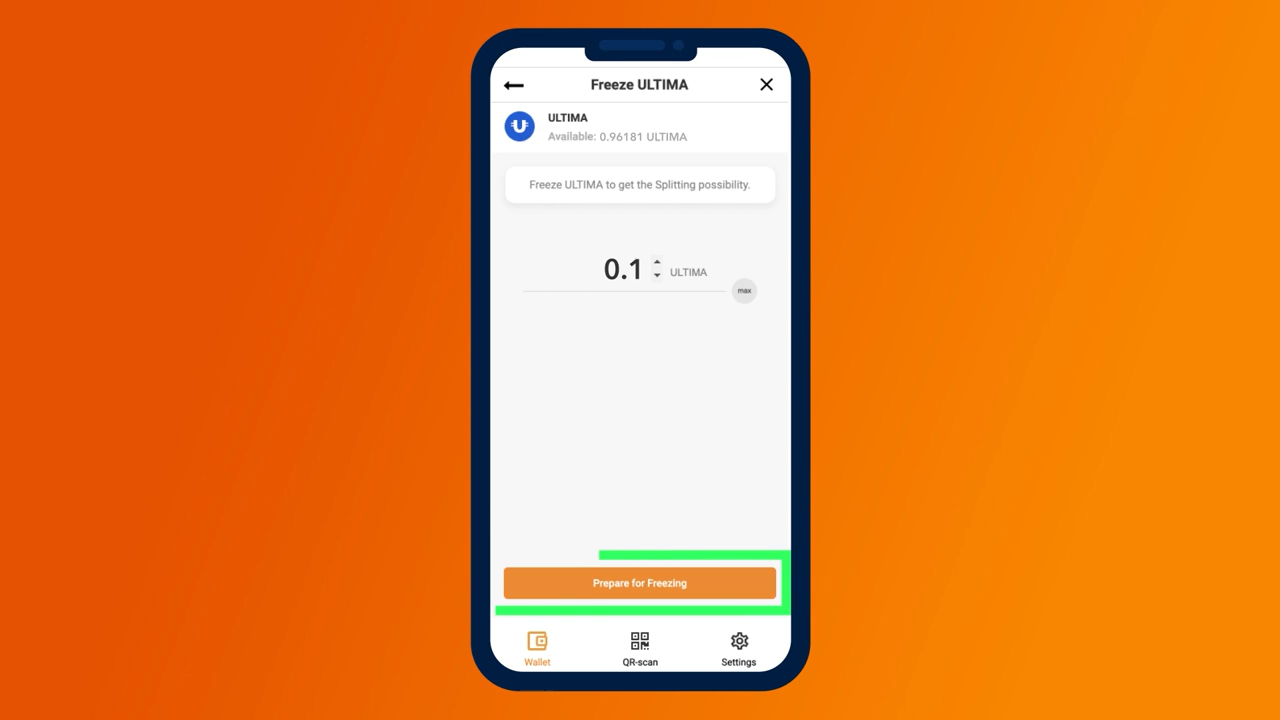 Freeze ULTIMA
ULTIMA
Available: 0.96181 ULTIMA
Freeze ULTIMA to get the Splitting possibility.
0.1 ULTIMA
max
Prepare for Freezing
Wallet QR-scan Settings